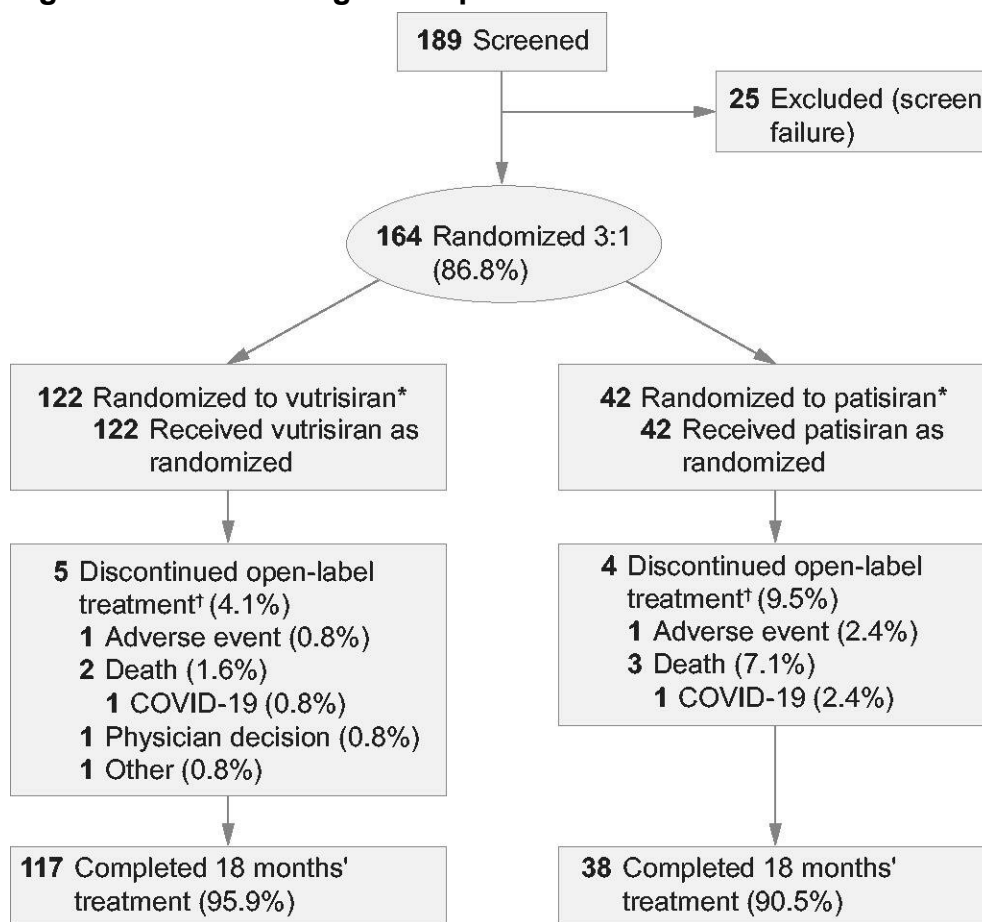 189 Screened
25 Excluded (screen
failure)
164 Randomized 3:1
(86.8%)
122 Randomized to vutrisiran*
122 Received vutrisiran as
randomized
42 Randomized to patisiran*
42 Received patisiran as
randomized
5 Discontinued open-label
treatment† (4.1%)
1 Adverse event (0.8%)
2 Death (1.6%)
1 COVID-19 (0.8%)
1 Physician decision (0.8%)
1 Other (0.8%)
4 Discontinued open-label
treatment† (9.5%)
1 Adverse event (2.4%)
3 Death (7.1%)
1 COVID-19 (2.4%)
117 Completed 18 months'
treatment (95.9%)
38 Completed 18 months'
treatment (90.5%)